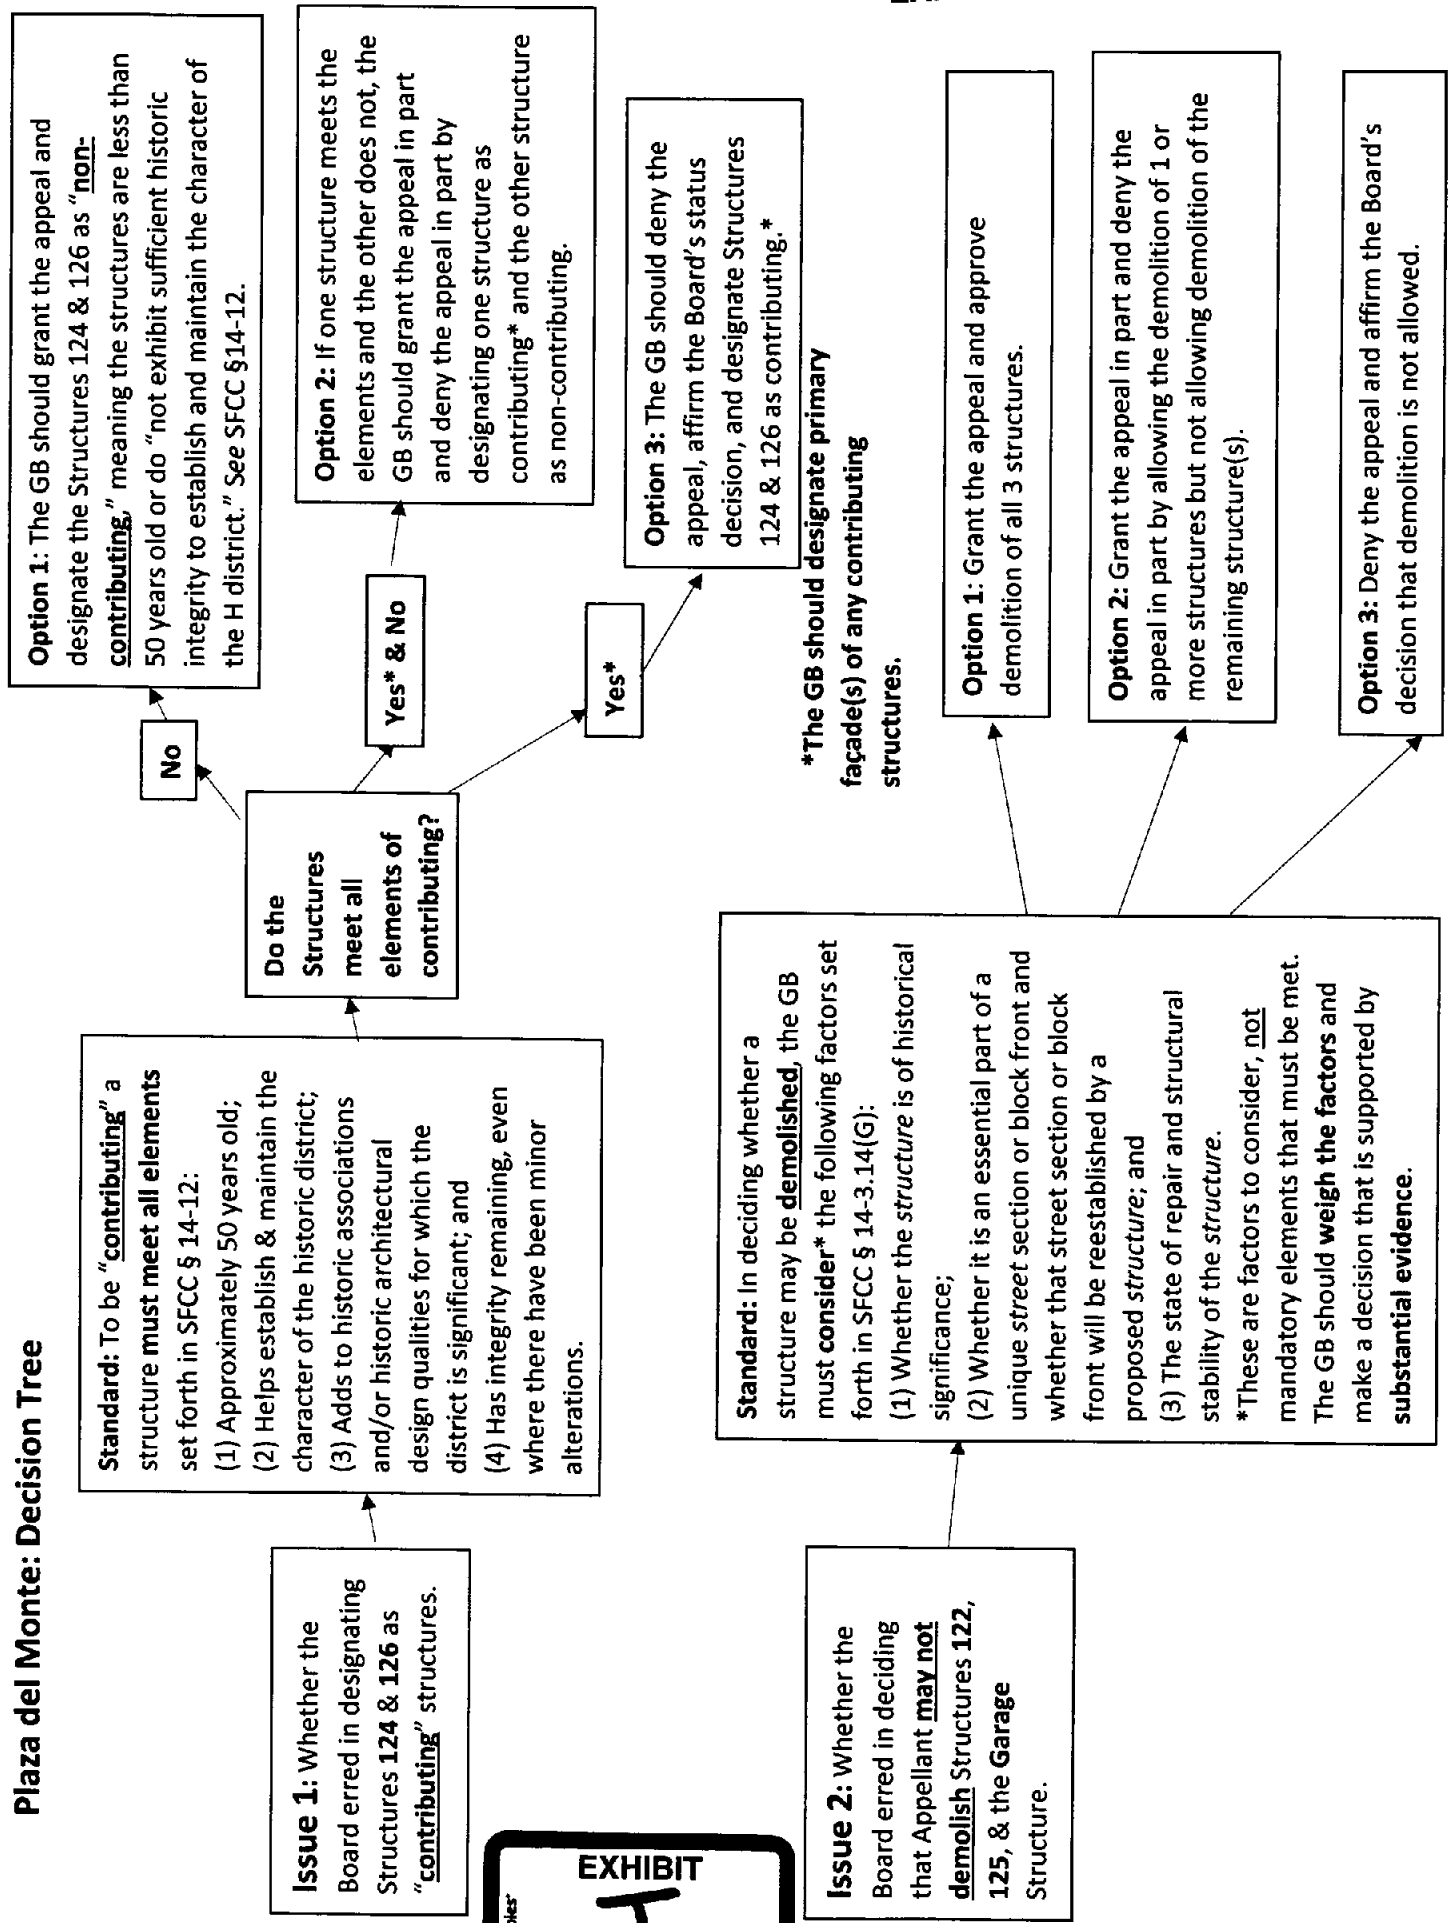 Plaza del Monte: Decision Tree
Issue 1: Whether the
Board erred in designating
Structures 124 & 126 as
“contributing” structures.
Standard: To be “contributing” a
structure must meet all elements
set forth in SFCC § 14-12:
(1) Approximately 50 years old;
(2) Helps establish & maintain the
character of the historic district;
(3) Adds to historic associations
and/or historic architectural
design qualities for which the
district is significant; and
(4) Has integrity remaining, even
where there have been minor
alterations.
Do the
Structures
meet all
elements of
contributing?
No
Option 1: The GB should grant the appeal and
designate the Structures 124 & 126 as “non-
contributing,” meaning the structures are less than
50 years old or do “not exhibit sufficient historic
integrity to establish and maintain the character of
the H district.” See SFCC §14-12.
Yes* & No
Option 2: If one structure meets the
elements and the other does not, the
GB should grant the appeal in part
and deny the appeal in part by
designating one structure as
contributing* and the other structure
as non-contributing.
Yes*
Option 3: The GB should deny the
appeal, affirm the Board’s status
decision, and designate Structures
124 & 126 as contributing.*
*The GB should designate primary
façade(s) of any contributing
structures.
EXHIBIT
Issue 2: Whether the
Board erred in deciding
that Appellant may not
demolish Structures 122,
125, & the Garage
Structure.
Standard: In deciding whether a
structure may be demolished, the GB
must consider* the following factors set
forth in SFCC § 14-3.14(G):
(1) Whether the structure is of historical
significance;
(2) Whether it is an essential part of a
unique street section or block front and
whether that street section or block
front will be reestablished by a
proposed structure; and
(3) The state of repair and structural
stability of the structure.
*These are factors to consider, not
mandatory elements that must be met.
The GB should weigh the factors and
make a decision that is supported by
substantial evidence.
Option 1: Grant the appeal and approve
demolition of all 3 structures.
Option 2: Grant the appeal in part and deny the
appeal in part by allowing the demolition of 1 or
more structures but not allowing demolition of the
remaining structure(s).
Option 3: Deny the appeal and affirm the Board’s
decision that demolition is not allowed.